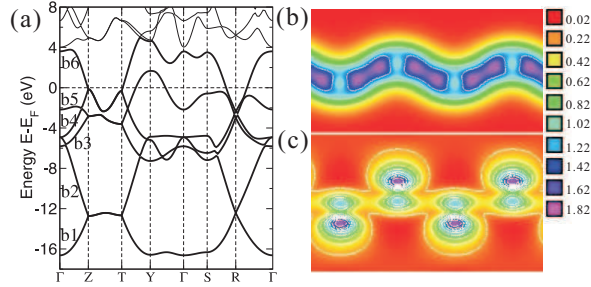 (a)
8
4
0
-4
-8
-12
-16
Energy E-E_F (eV)
b6
b5
b4
b3
b2
b1
Γ Z T Y Γ S R Γ
(b)
(c)
0.02
0.22
0.42
0.62
0.82
1.02
1.22
1.42
1.62
1.82